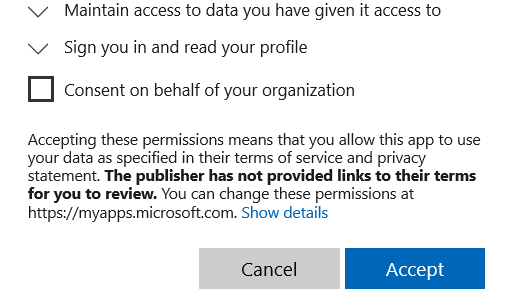 Maintain access to data you have given it access to
Sign you in and read your profile
Consent on behalf of your organization
Accepting these permissions means that you allow this app to use
your data as specified in their terms of service and privacy
statement. The publisher has not provided links to their terms
for you to review. You can change these permissions at
https://myapps.microsoft.com. Show details
Cancel
Accept